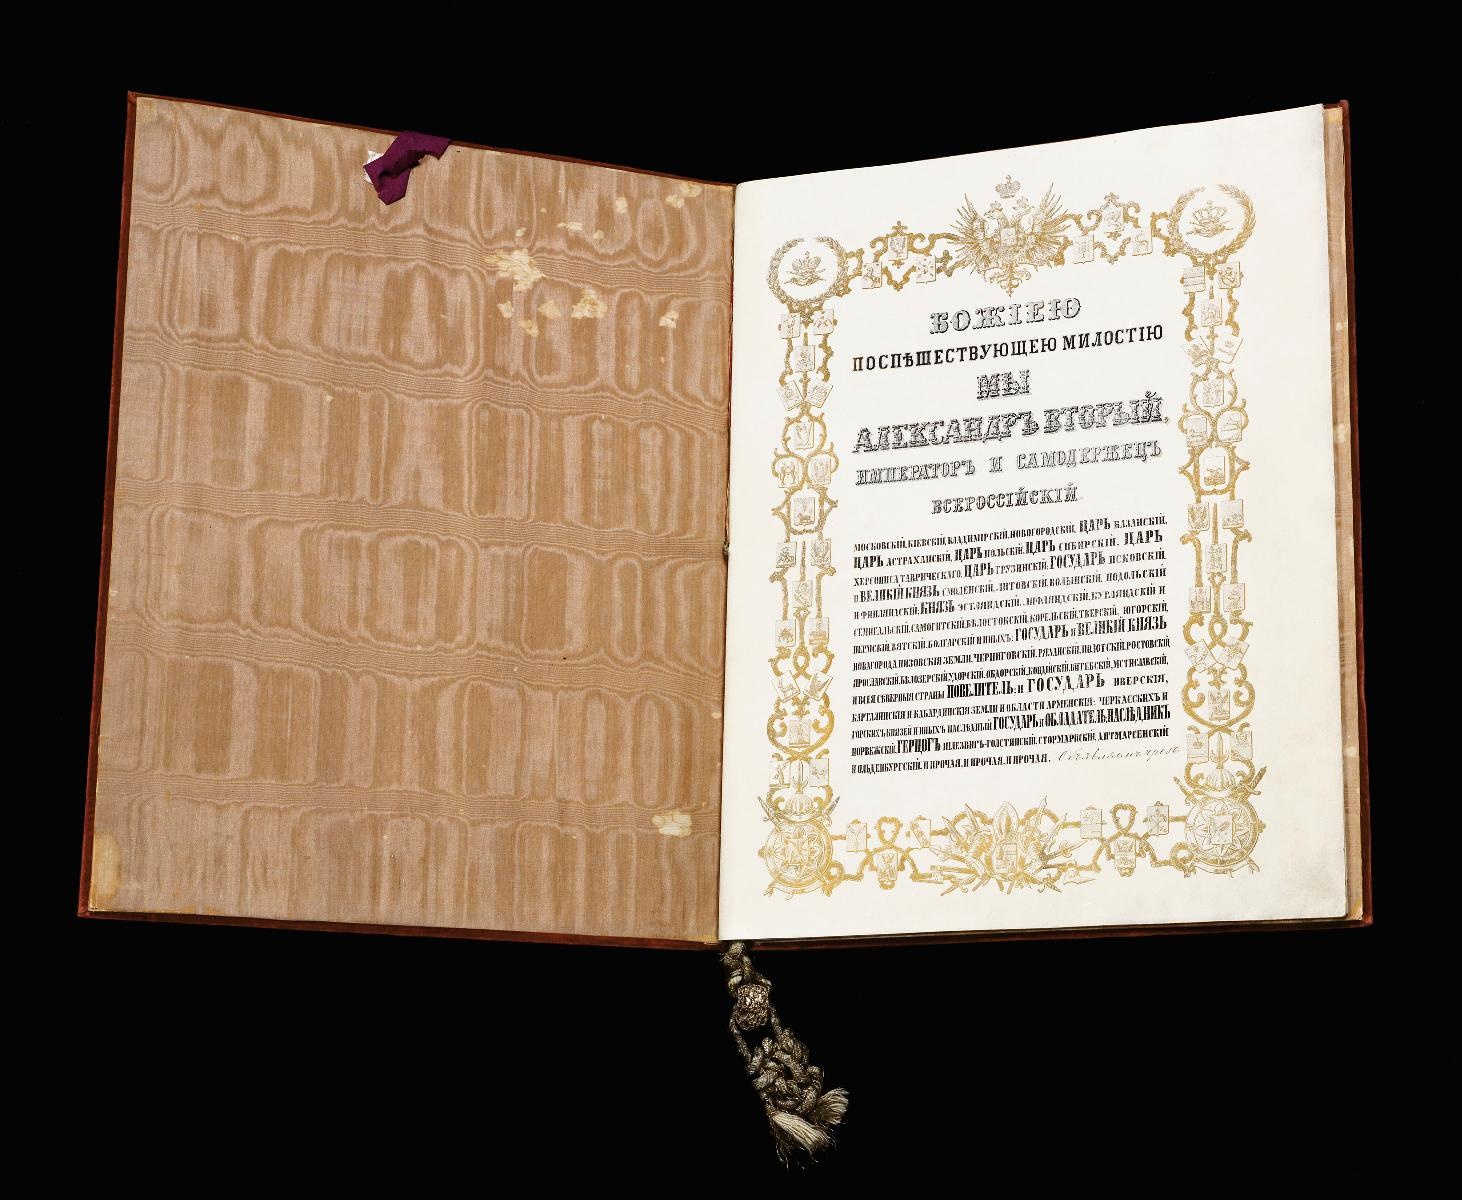 БОЖІЕЮ
ПОСПѢШЕСТВУЮЩЕЮ МИЛОСТІЮ
МЫ
АЛЕКСАНДРЪ ВТОРЫЙ,
ИМПЕРАТОРЪ И САМОДЕРЖЕЦЪ
ВСЕРОССІЙСКІЙ
МОСКОВСКІЙ, КІЕВСКІЙ, ВЛАДИМІРСКІЙ, НОВОГОРОДСКІЙ, ЦАРЬ КАЗАНСКІЙ,
ЦАРЬ АСТРАХАНСКІЙ, ЦАРЬ ПОЛЬСКІЙ, ЦАРЬ СИБИРСКІЙ, ЦАРЬ
ХЕРСОНИСА ТАВРИЧЕСКАГО, ЦАРЬ ГРУЗИНСКІЙ, ГОСУДАРЬ ПСКОВСКІЙ,
И ВЕЛИКІЙ КНЯЗЬ СМОЛЕНСКІЙ, ЛИТОВСКІЙ, ВОЛЫНСКІЙ, ПОДОЛЬСКІЙ
И ФИНЛЯНДСКІЙ; КНЯЗЬ ЭСТЛЯНДСКІЙ, ЛИФЛЯНДСКІЙ, КУРЛЯНДСКІЙ И
СЕМИГАЛЬСКІЙ, САМОГИТСКІЙ, БѢЛОСТОКСКІЙ, КОРЕЛЬСКІЙ, ТВЕРСКІЙ, ЮГОРСКІЙ,
ПЕРМСКІЙ, ВЯТСКІЙ, БОЛГАРСКІЙ И ИНЫХЪ; ГОСУДАРЬ И ВЕЛИКІЙ КНЯЗЬ
НОВАГОРОДА НИЗОВСКІЯ ЗЕМЛИ, ЧЕРНИГОВСКІЙ, РЯЗАНСКІЙ, ПОЛОТСКІЙ, РОСТОВСКІЙ
ЯРОСЛАВСКІЙ, БѢЛОЗЕРСКІЙ, УДОРСКІЙ, ОБДОРСКІЙ, КОНДІЙСКІЙ, ВИТЕБСКІЙ, МСТИСЛАВСКІЙ,
И ВСЕЯ СѢВЕРНЫЯ СТРАНЫ ПОВЕЛИТЕЛЬ; И ГОСУДАРЬ ИВЕРСКІЯ,
КАРТАЛИНСКІЯ И КАБАРДИНСКІЯ ЗЕМЛИ И ОБЛАСТИ АРМЕНСКІЯ; ЧЕРКАССКИХЪ И
ГОРСКИХЪ КНЯЗЕЙ И ИНЫХЪ НАСЛѢДНЫЙ ГОСУДАРЬ И ОБЛАДАТЕЛЬ; НАСЛѢДНИКЪ
НОРВЕЖСКІЙ, ГЕРЦОГЪ ШЛЕЗВИГ-ГОЛСТИНСКІЙ, СТОРМАРНСКІЙ, ДИТМАРСЕНСКІЙ
И ОЛЬДЕНБУРГСКІЙ, И ПРОЧАЯ, И ПРОЧАЯ, И ПРОЧАЯ. Объявляемъ чрезъ